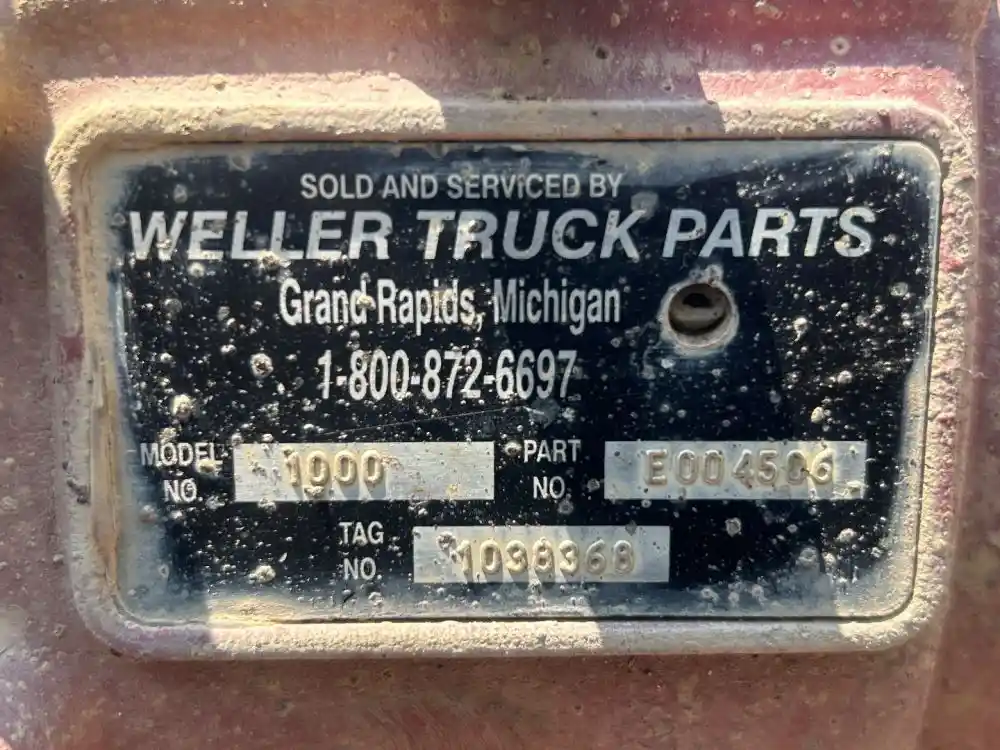 SOLD AND SERVICED BY
WELLER TRUCK PARTS
Grand Rapids, Michigan
1-800-872-6697
MODEL NO. 1000 PART NO. E004506
TAG NO. 1038368